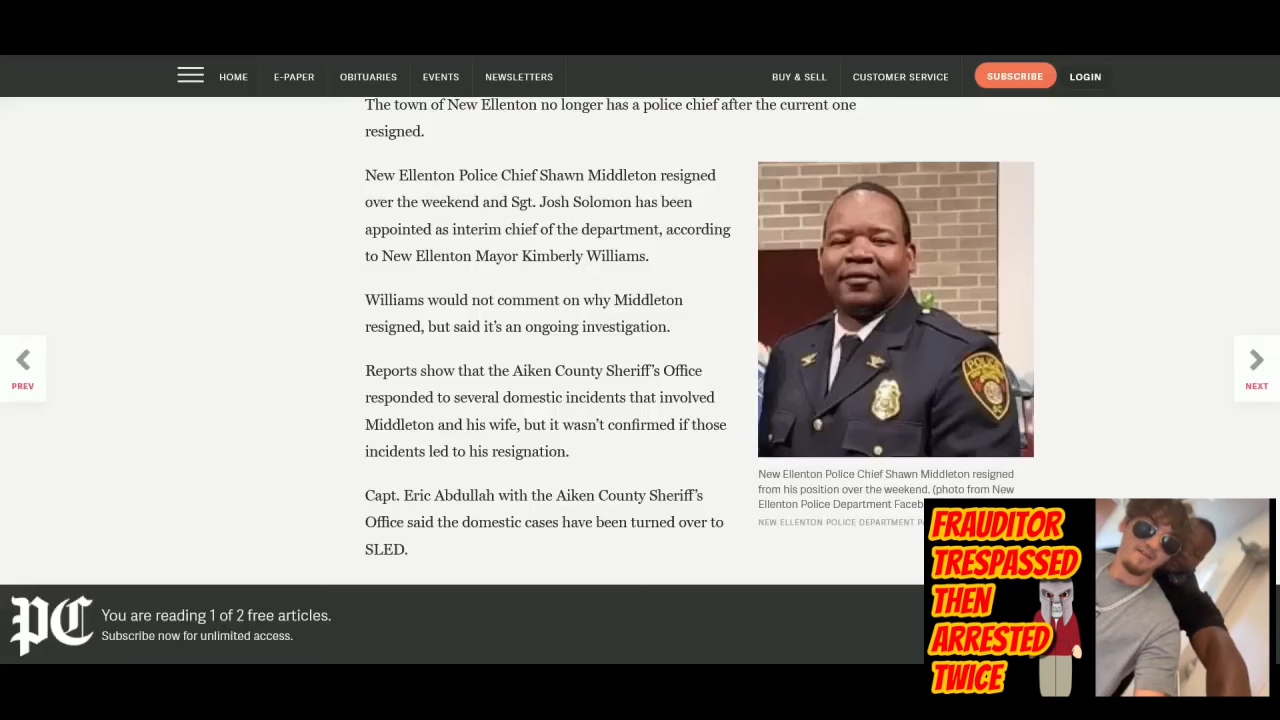 HOME
E-PAPER
OBITUARIES
EVENTS
NEWSLETTERS
BUY & SELL
CUSTOMER SERVICE
SUBSCRIBE
LOGIN
The town of New Ellenton no longer has a police chief after the current one
resigned.
New Ellenton Police Chief Shawn Middleton resigned
over the weekend and Sgt. Josh Solomon has been
appointed as interim chief of the department, according
to New Ellenton Mayor Kimberly Williams.
Williams would not comment on why Middleton
resigned, but said it's an ongoing investigation.
Reports show that the Aiken County Sheriff's Office
responded to several domestic incidents that involved
Middleton and his wife, but it wasn't confirmed if those
incidents led to his resignation.
Capt. Eric Abdullah with the Aiken County Sheriff's
Office said the domestic cases have been turned over to
SLED.
POLICE
New Ellenton Police Chief Shawn Middleton resigned
from his position over the weekend. (photo from New
Ellenton Police Department Faceb
NEW ELLENTON POLICE DEPARTMENT
PREV
NEXT
PC
You are reading 1 of 2 free articles.
Subscribe now for unlimited access.
FRAUDITOR
TRESPASSED
THEN
ARRESTED
TWICE